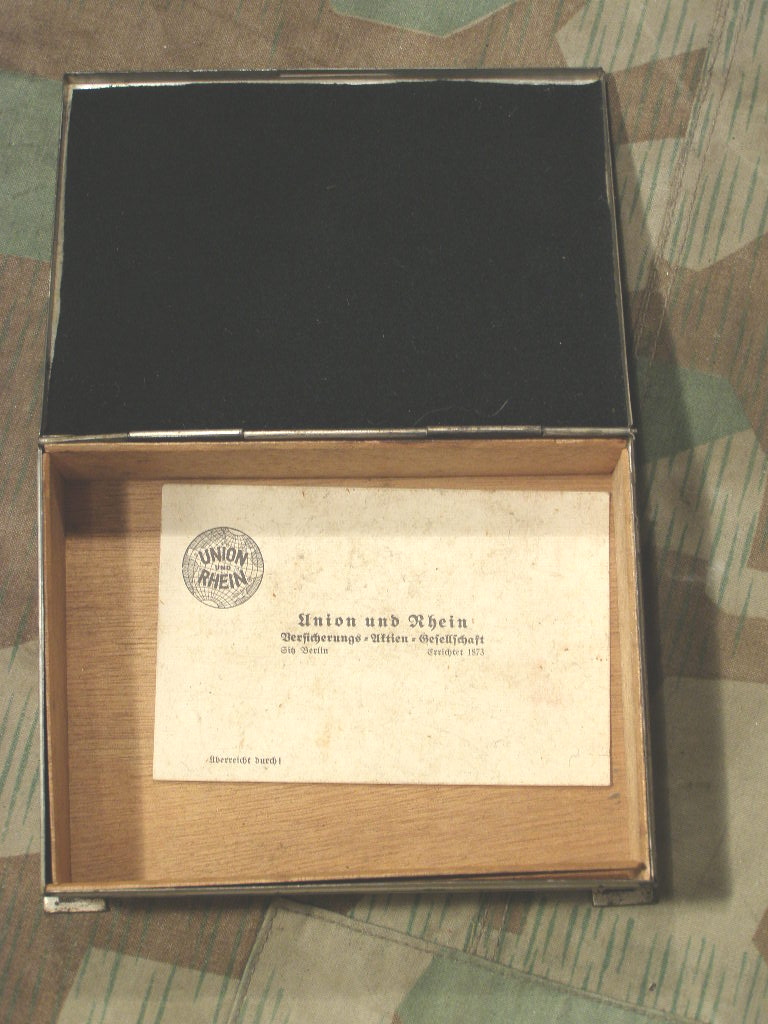 UNION
UND
RHEIN
Union und Rhein
Versicherungs-Aktien-Gesellschaft
Sitz Berlin Errichtet 1873
Überreicht durch: